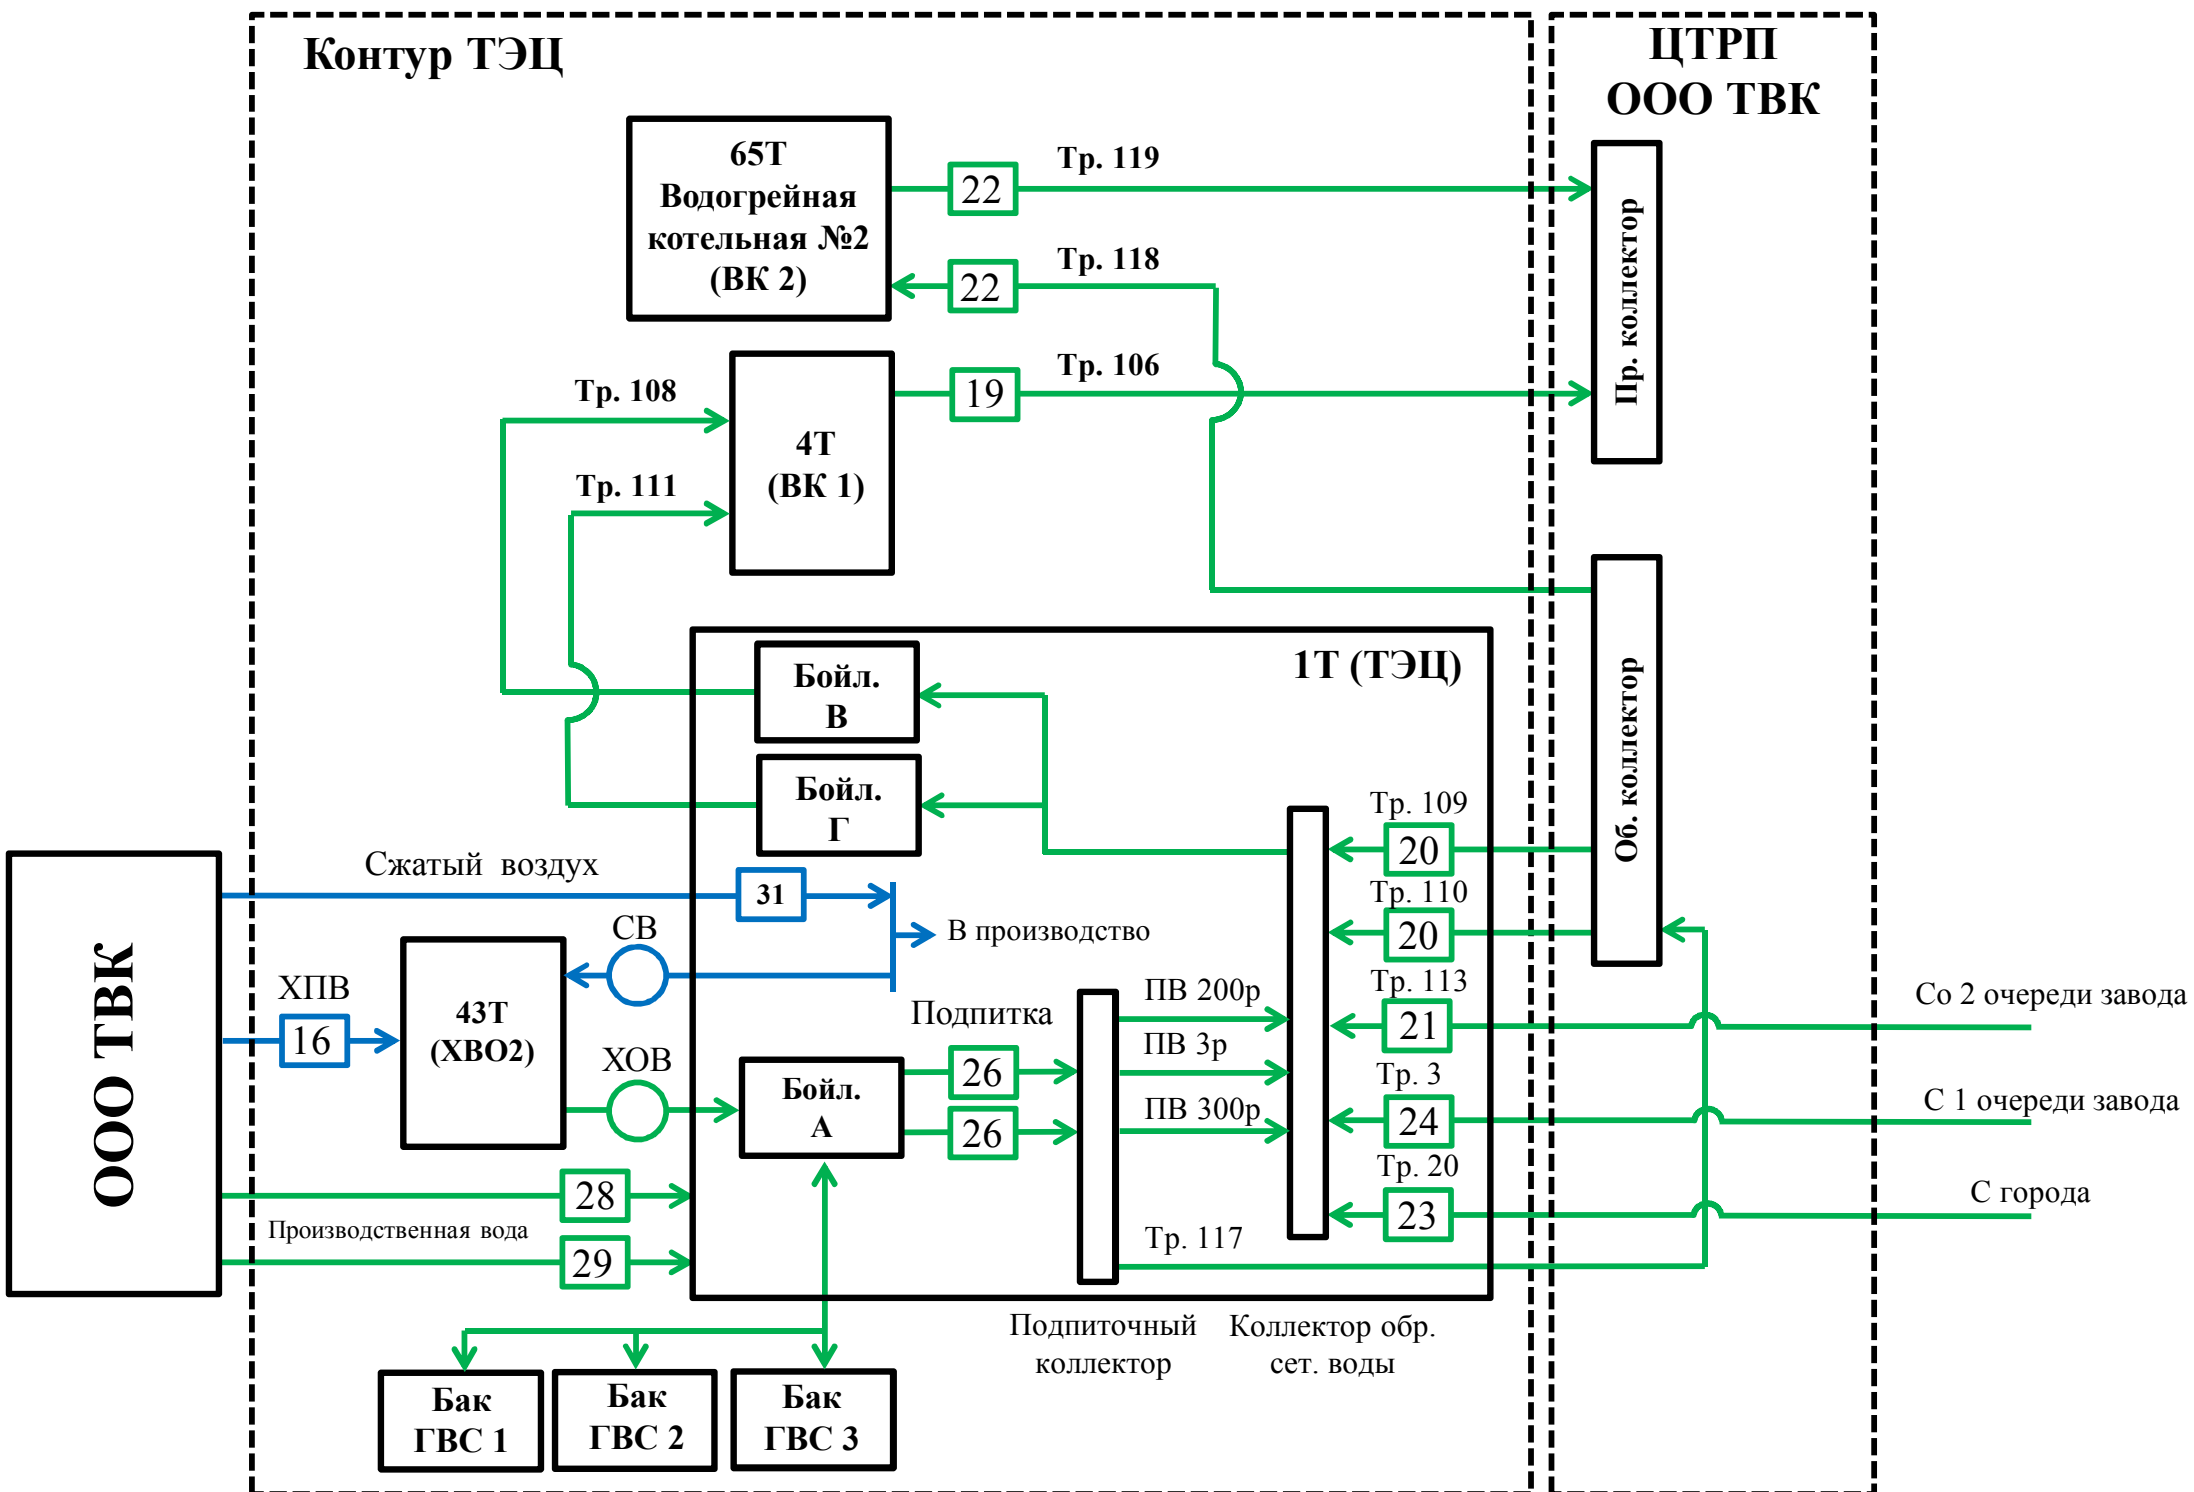 Контур ТЭЦ
ЦТРП
ООО ТВК
65Т
Водогрейная
котельная №2
(ВК 2)
22
Тр. 119
22
Тр. 118
Пр. коллектор
Тр. 108
Тр. 111
4Т
(ВК 1)
19
Тр. 106
1Т (ТЭЦ)
Бойл.
В
Бойл.
Г
Об. коллектор
Тр. 109
20
Тр. 110
20
Тр. 113
21
Тр. 3
24
Тр. 20
23
Со 2 очереди завода
С 1 очереди завода
С города
ООО ТВК
Сжатый воздух
31
В производство
СВ
ХПВ
16
43Т
(ХВО2)
ХОВ
Бойл.
А
Подпитка
26
26
ПВ 200р
ПВ 3р
ПВ 300р
Тр. 117
28
Производственная вода
29
Подпиточный
коллектор
Коллектор обр.
сет. воды
Бак
ГВС 1
Бак
ГВС 2
Бак
ГВС 3